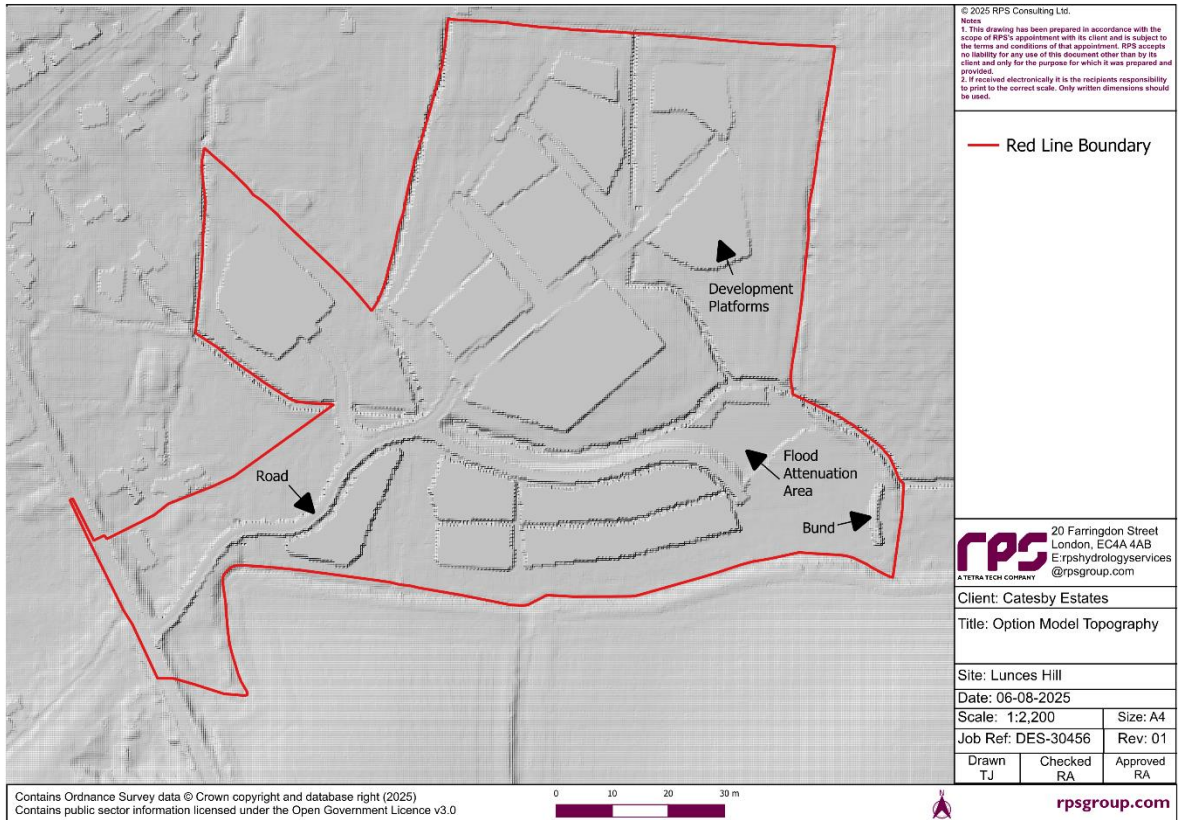 © 2025 RPS Consulting Ltd.
Notes
1. This drawing has been prepared in accordance with the
scope of RPS's appointment with its client and is subject to
the terms and conditions of that appointment. RPS accepts
no liability for any use of this document other than by its
client and only for the purpose for which it was prepared and
provided.
2. If received electronically it is the recipients responsibility
to print to the correct scale. Only written dimensions should
be used.
Red Line Boundary
Development
Platforms
Flood
Attenuation
Area
Road
Bund
rps
A TETRA TECH COMPANY
20 Farringdon Street
London, EC4A 4AB
E:rpshydrologyservices
@rpsgroup.com
Client: Catesby Estates
Title: Option Model Topography
Site: Lunces Hill
Date: 06-08-2025
Scale: 1:2,200 Size: A4
Job Ref: DES-30456 Rev: 01
Drawn Checked Approved
TJ RA RA
Contains Ordnance Survey data © Crown copyright and database right (2025)
Contains public sector information licensed under the Open Government Licence v3.0
0 10 20 30 m
N
rpsgroup.com